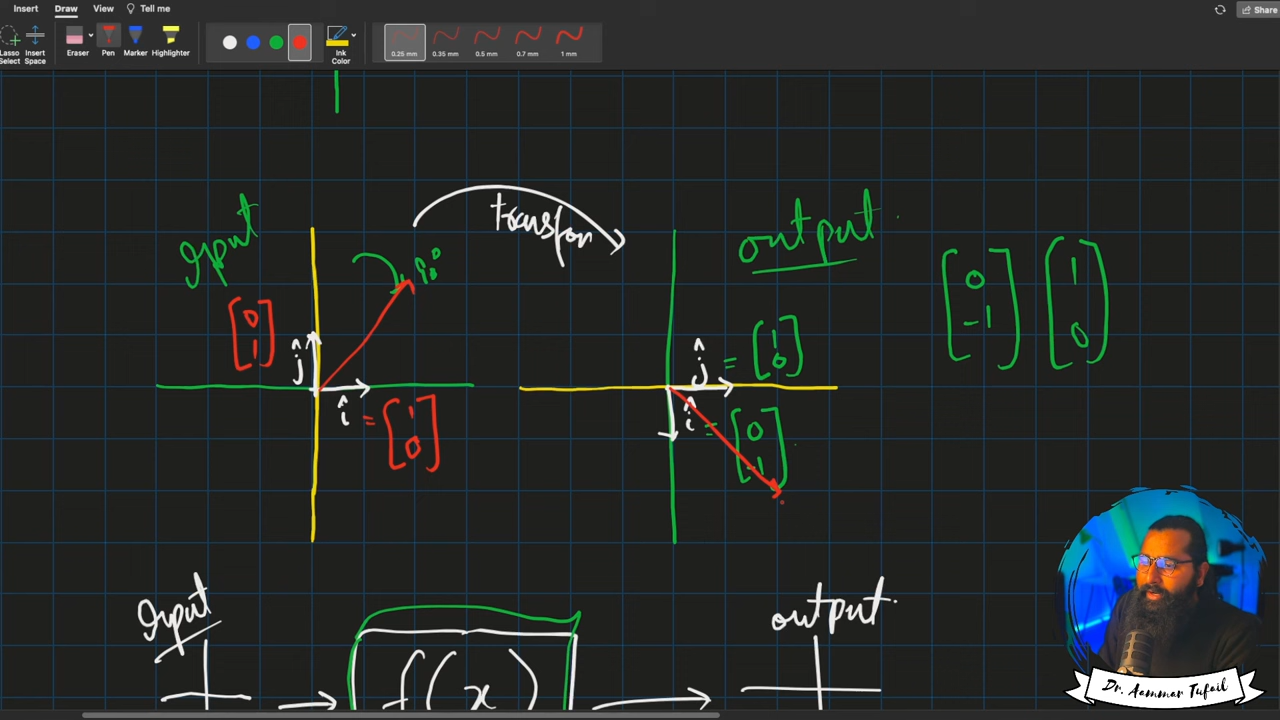 Insert Draw View Tell me Share
Lasso Select
Insert Space
Eraser
Pen
Marker
Highlighter
Ink Color
0.25 mm 0.35 mm 0.5 mm 0.7 mm 1 mm
input
transfor
output
90°
[0 1]
ĵ
î = [1 0]
ĵ = [1 0]
î = [0 -1]
[0 -1] [1 0]
input
f(x)
output
Dr. Aammar Tufail